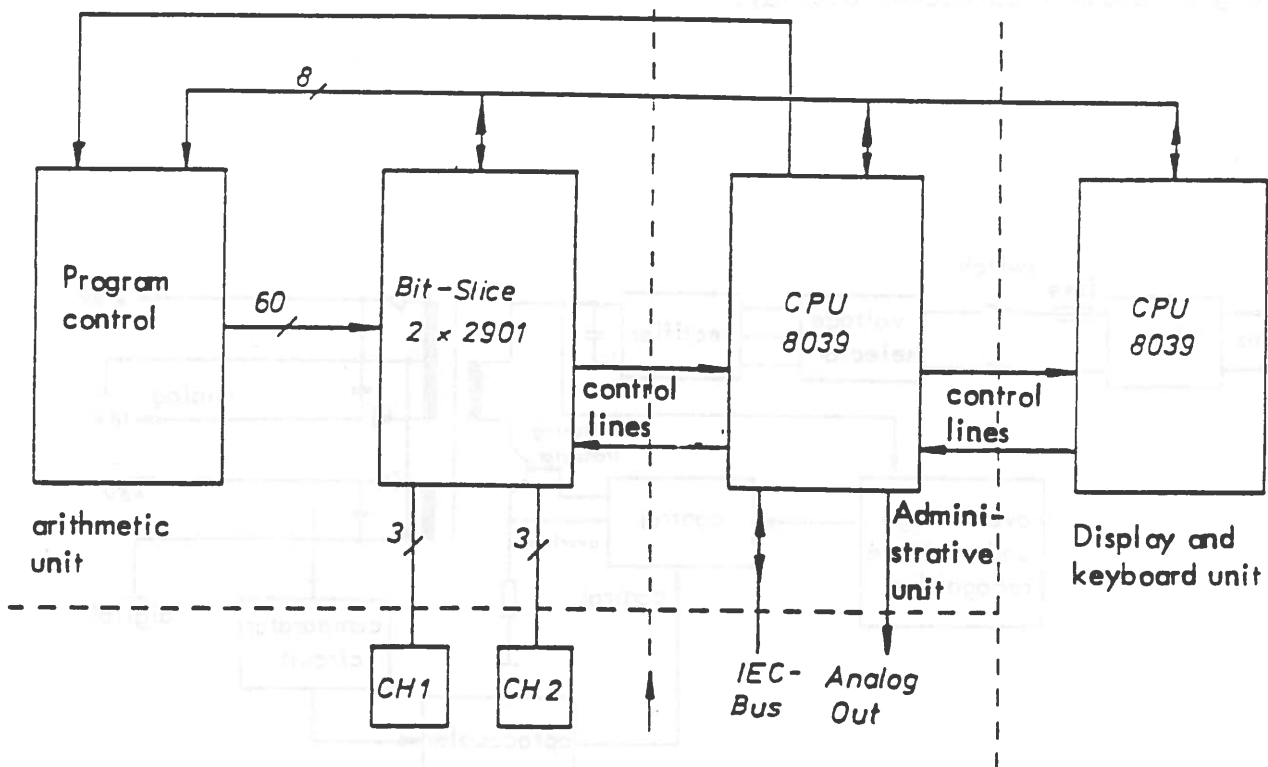 8
Program
control
60
Bit-Slice
2 × 2901
CPU
8039
CPU
8039
control
lines
control
lines
arithmetic
unit
3
3
Admini-
strative
unit
Display and
keyboard unit
CH1
CH2
IEC-
Bus
Analog
Out